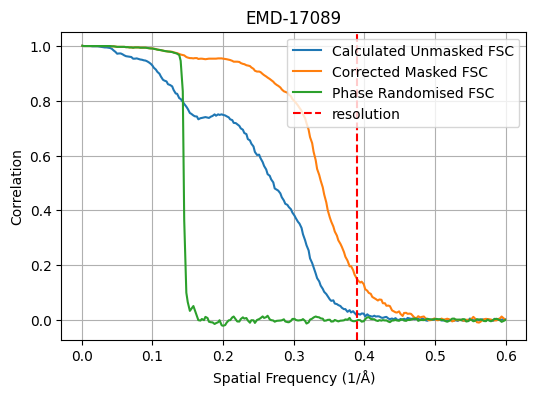 EMD-17089
Calculated Unmasked FSC
Corrected Masked FSC
Phase Randomised FSC
resolution
Correlation
1.0
0.8
0.6
0.4
0.2
0.0
0.0 0.1 0.2 0.3 0.4 0.5 0.6
Spatial Frequency (1/Å)